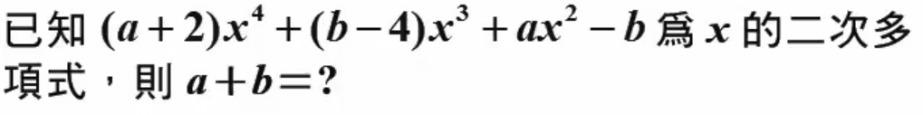 已知 (a+2)x⁴+(b−4)x³+ax²−b 為 x 的二次多
項式，則 a+b=?